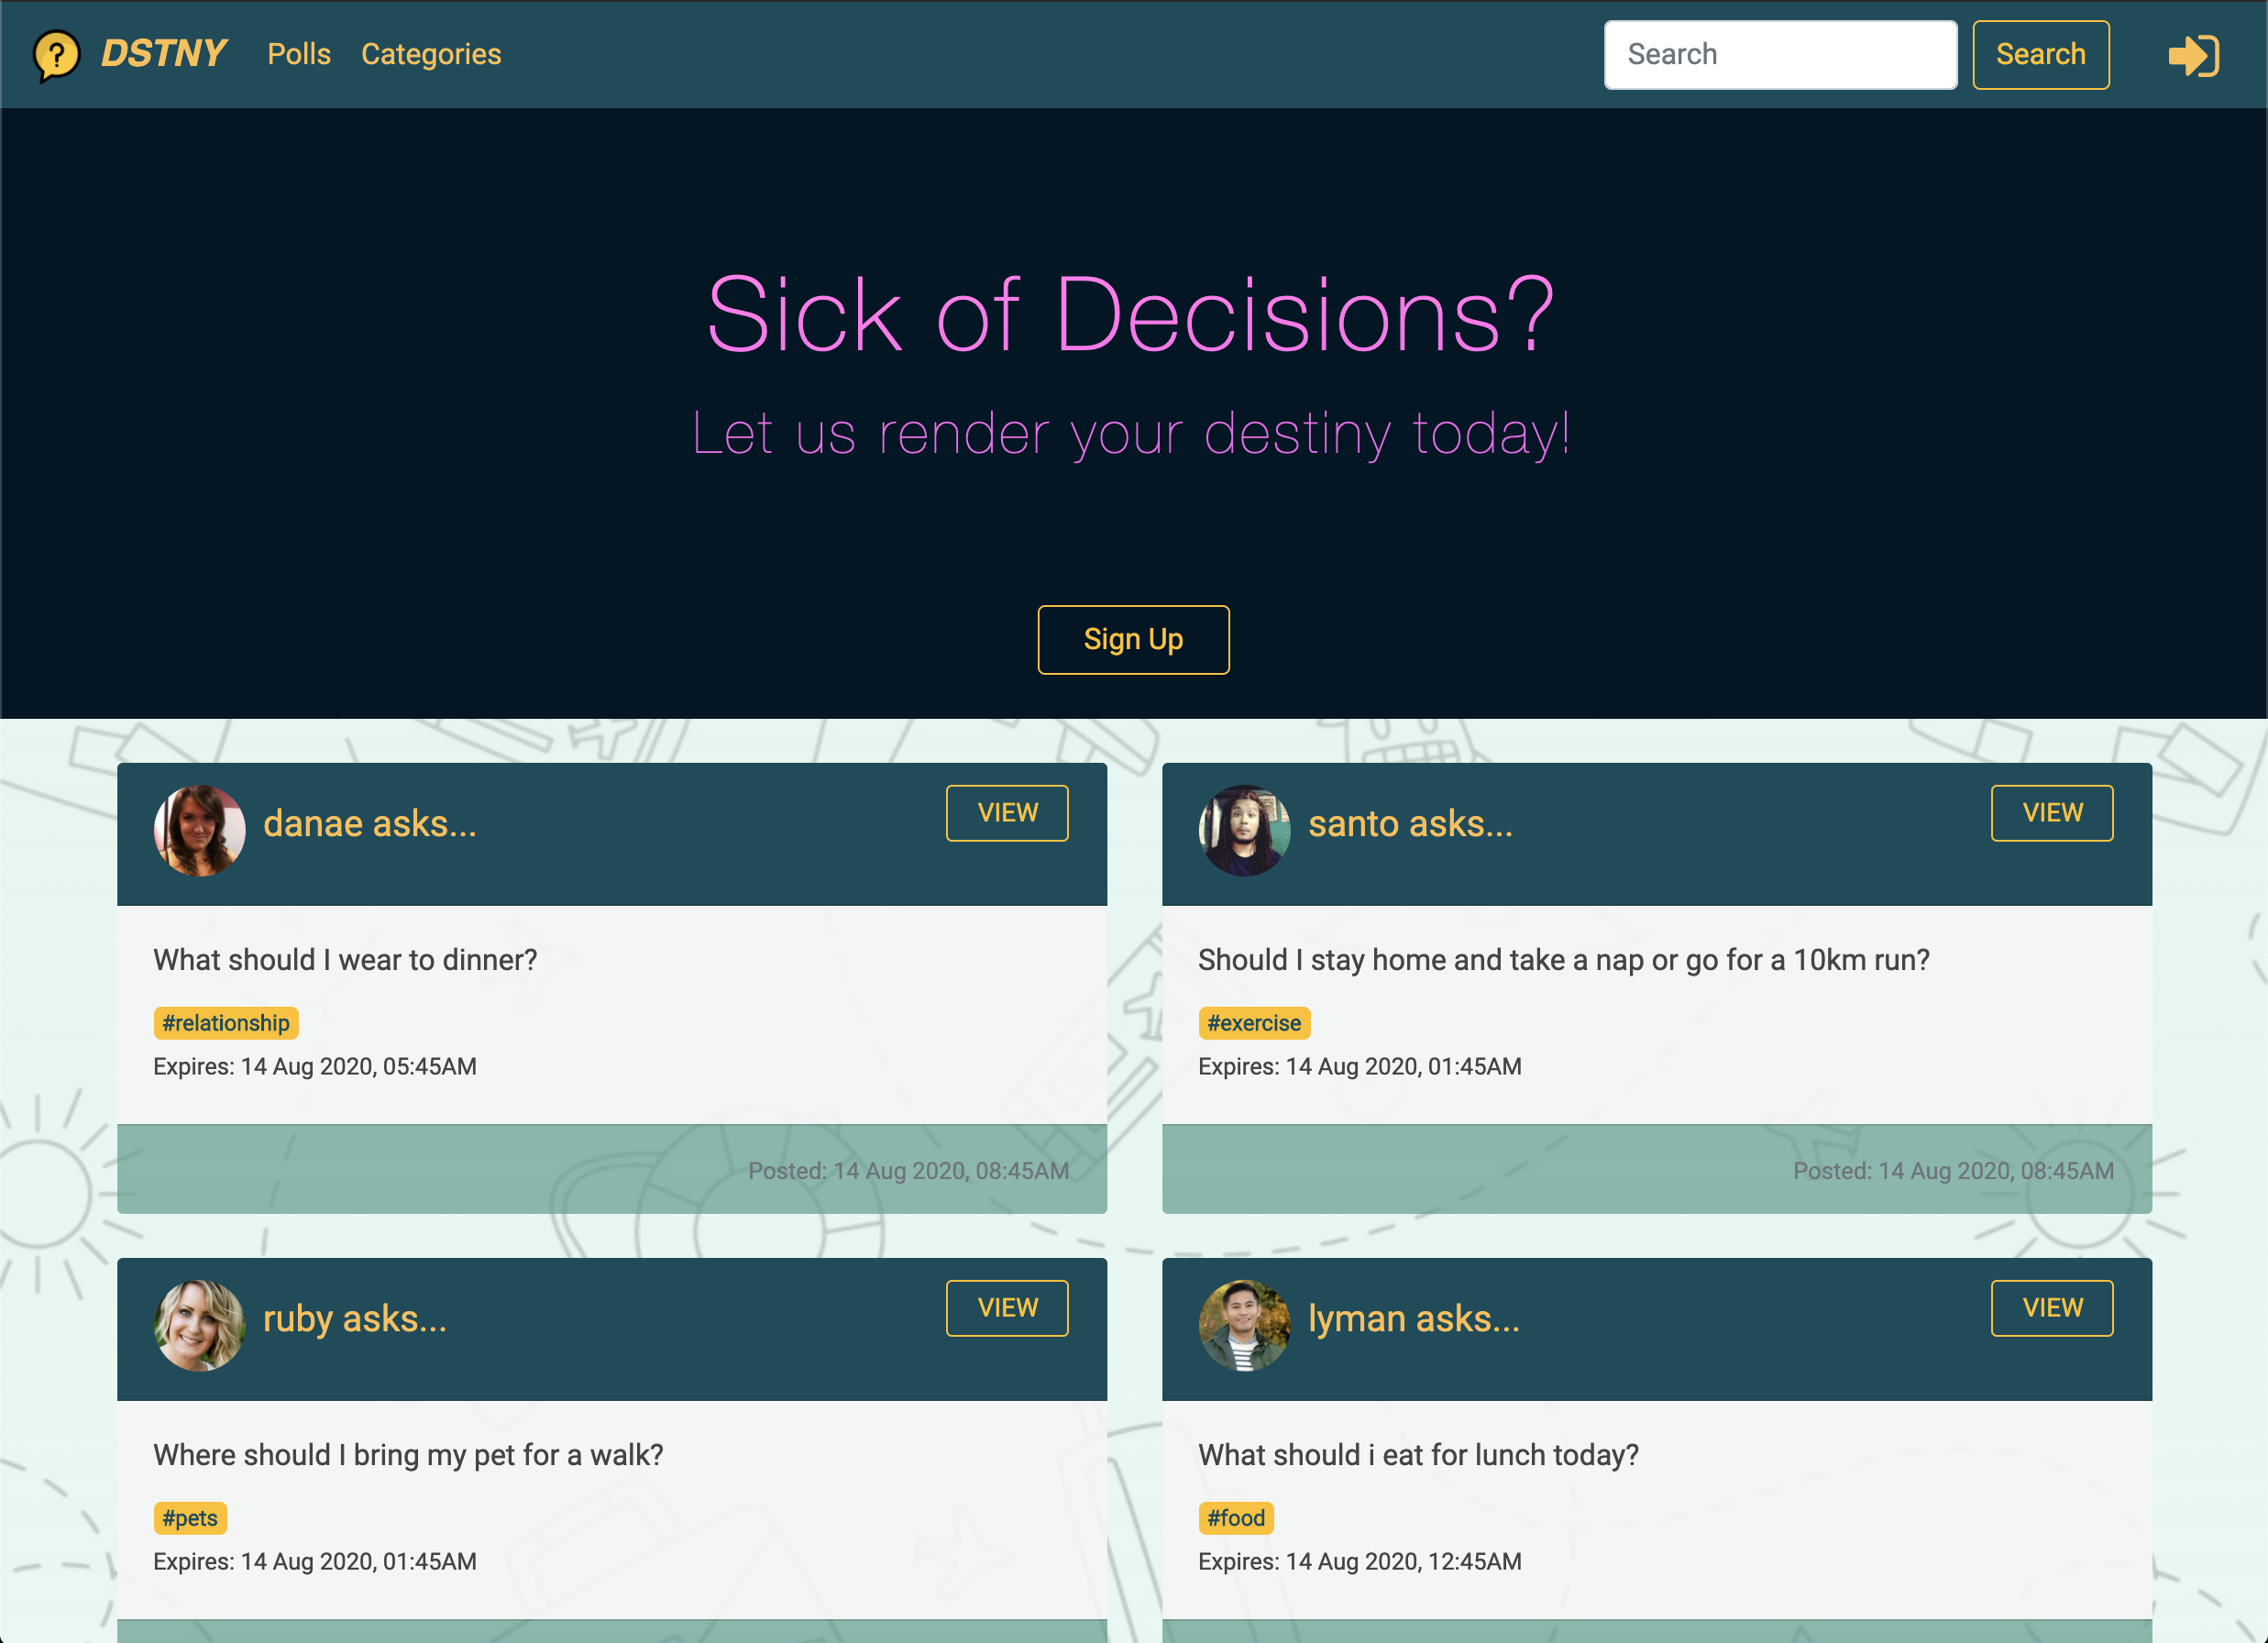 DSTNY Polls Categories Search Search
Sick of Decisions?
Let us render your destiny today!
Sign Up
danae asks... VIEW
What should I wear to dinner?
#relationship
Expires: 14 Aug 2020, 05:45AM
Posted: 14 Aug 2020, 08:45AM
santo asks... VIEW
Should I stay home and take a nap or go for a 10km run?
#exercise
Expires: 14 Aug 2020, 01:45AM
Posted: 14 Aug 2020, 08:45AM
ruby asks... VIEW
Where should I bring my pet for a walk?
#pets
Expires: 14 Aug 2020, 01:45AM
lyman asks... VIEW
What should i eat for lunch today?
#food
Expires: 14 Aug 2020, 12:45AM